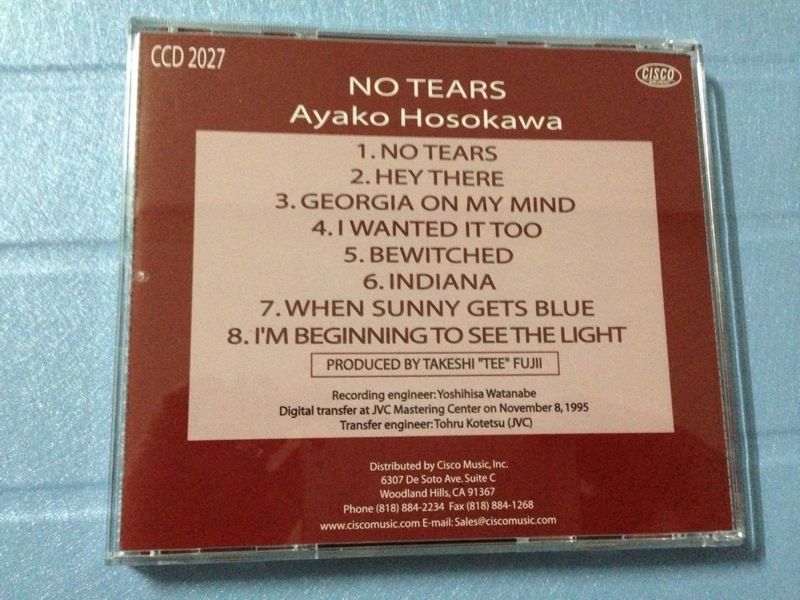 CCD 2027
CISCO
NO TEARS
Ayako Hosokawa
1. NO TEARS
2. HEY THERE
3. GEORGIA ON MY MIND
4. I WANTED IT TOO
5. BEWITCHED
6. INDIANA
7. WHEN SUNNY GETS BLUE
8. I'M BEGINNING TO SEE THE LIGHT
PRODUCED BY TAKESHI "TEE" FUJII
Recording engineer: Yoshihisa Watanabe
Digital transfer at JVC Mastering Center on November 8, 1995
Transfer engineer: Tohru Kotetsu (JVC)
Distributed by Cisco Music, Inc.
6307 De Soto Ave. Suite C
Woodland Hills, CA 91367
Phone (818) 884-2234 Fax (818) 884-1268
www.ciscomusic.com E-mail: Sales@ciscomusic.com